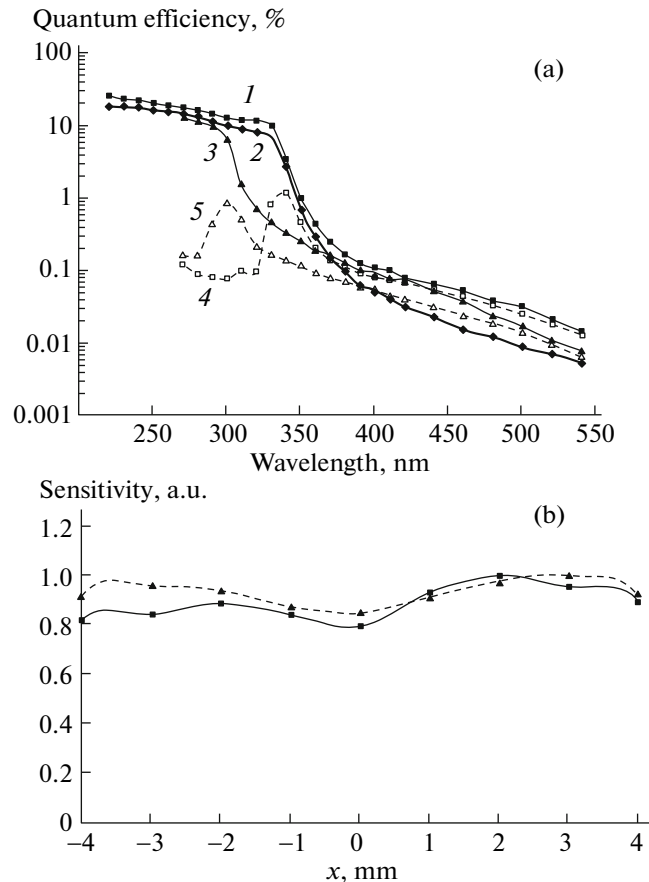 Quantum efficiency, %
100
(a)
1
10
3
2
1
5
0.1
4
0.01
0.001
250 300 350 400 450 500 550
Wavelength, nm
Sensitivity, a.u.
(b)
1.2
1.0
0.8
0.6
0.4
0.2
0
–4 –3 –2 –1 0 1 2 3 4
x, mm